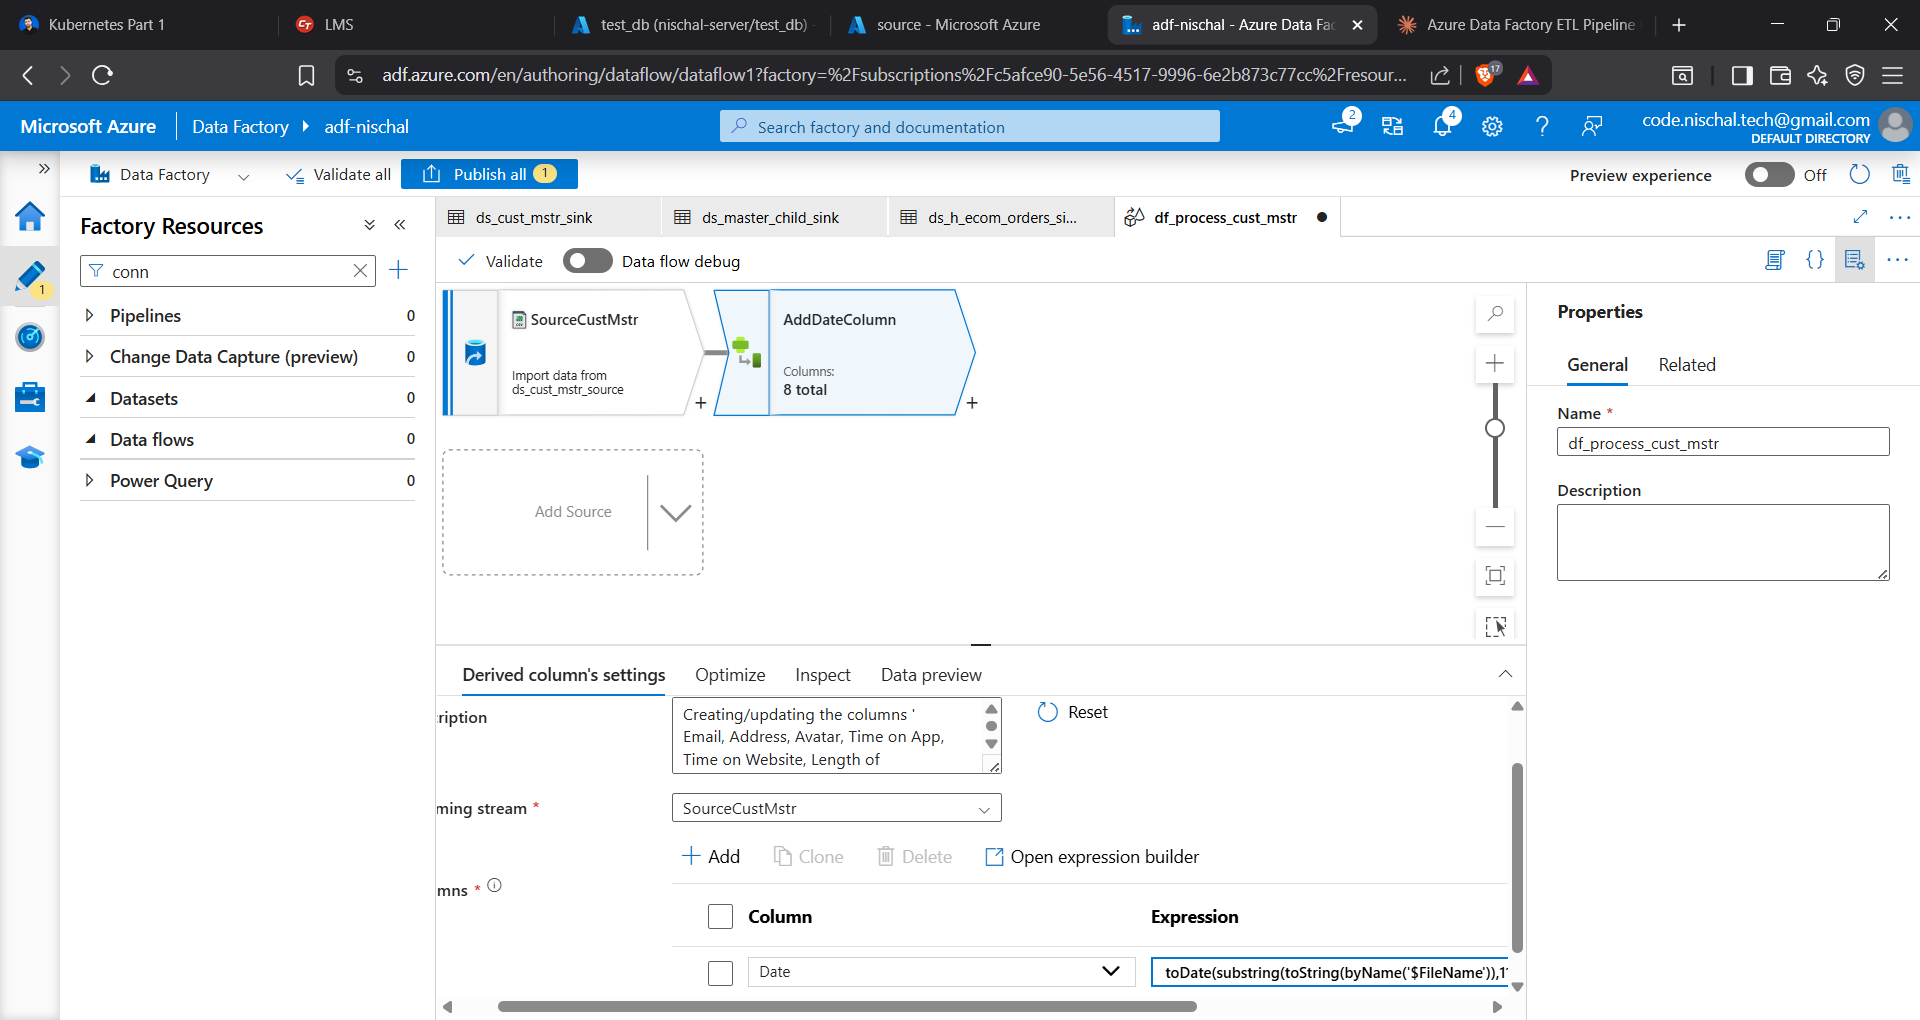 Kubernetes Part 1
LMS
test_db (nischal-server/test_db)
source - Microsoft Azure
adf-nischal - Azure Data Fac
Azure Data Factory ETL Pipeline
adf.azure.com/en/authoring/dataflow/dataflow1?factory=%2Fsubscriptions%2Fc5afce90-5e56-4517-9996-6e2b873c77cc%2Fresour...
17
Microsoft Azure
Data Factory
adf-nischal
Search factory and documentation
2
4
code.nischal.tech@gmail.com
DEFAULT DIRECTORY
Data Factory
Validate all
Publish all
1
Preview experience
Off
Factory Resources
ds_cust_mstr_sink
ds_master_child_sink
ds_h_ecom_orders_si...
df_process_cust_mstr
conn
1
Validate
Data flow debug
Pipelines 0
Change Data Capture (preview) 0
Datasets 0
Data flows 0
Power Query 0
SourceCustMstr
Import data from
ds_cust_mstr_source
AddDateColumn
Columns:
8 total
Add Source
Properties
General
Related
Name *
df_process_cust_mstr
Description
Derived column's settings
Optimize
Inspect
Data preview
ription
Creating/updating the columns '
Email, Address, Avatar, Time on App,
Time on Website, Length of
Reset
ming stream *
SourceCustMstr
Add
Clone
Delete
Open expression builder
mns *
Column
Expression
Date
toDate(substring(toString(byName('$FileName')),1